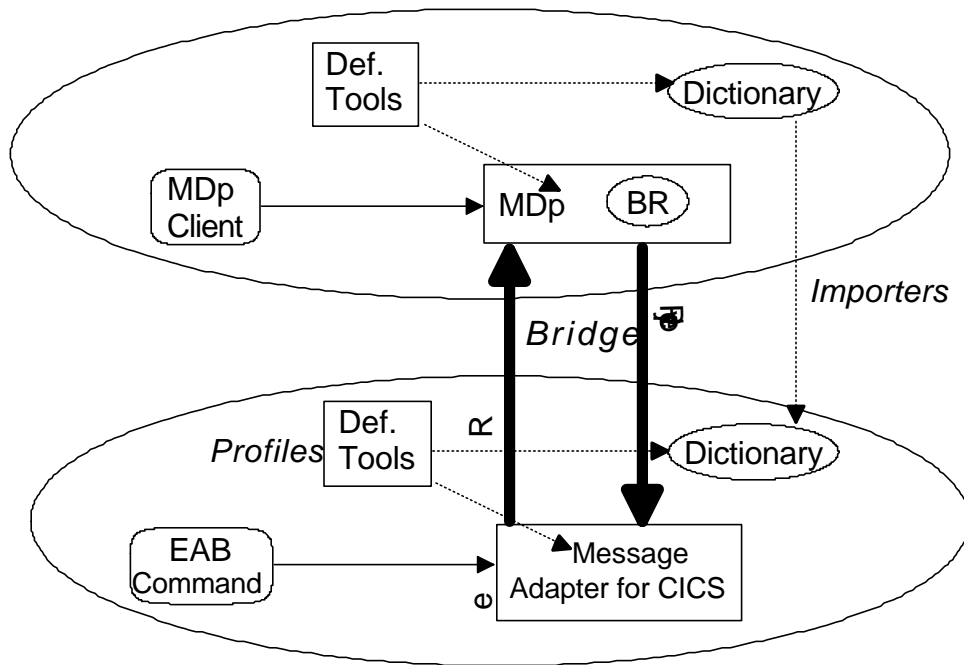 Def.
Tools
Dictionary
MDp
Client
MDp
BR
Importers
Bridge
R
Def.
Tools
Profiles
Dictionary
EAB
Command
Message
Adapter for CICS
e